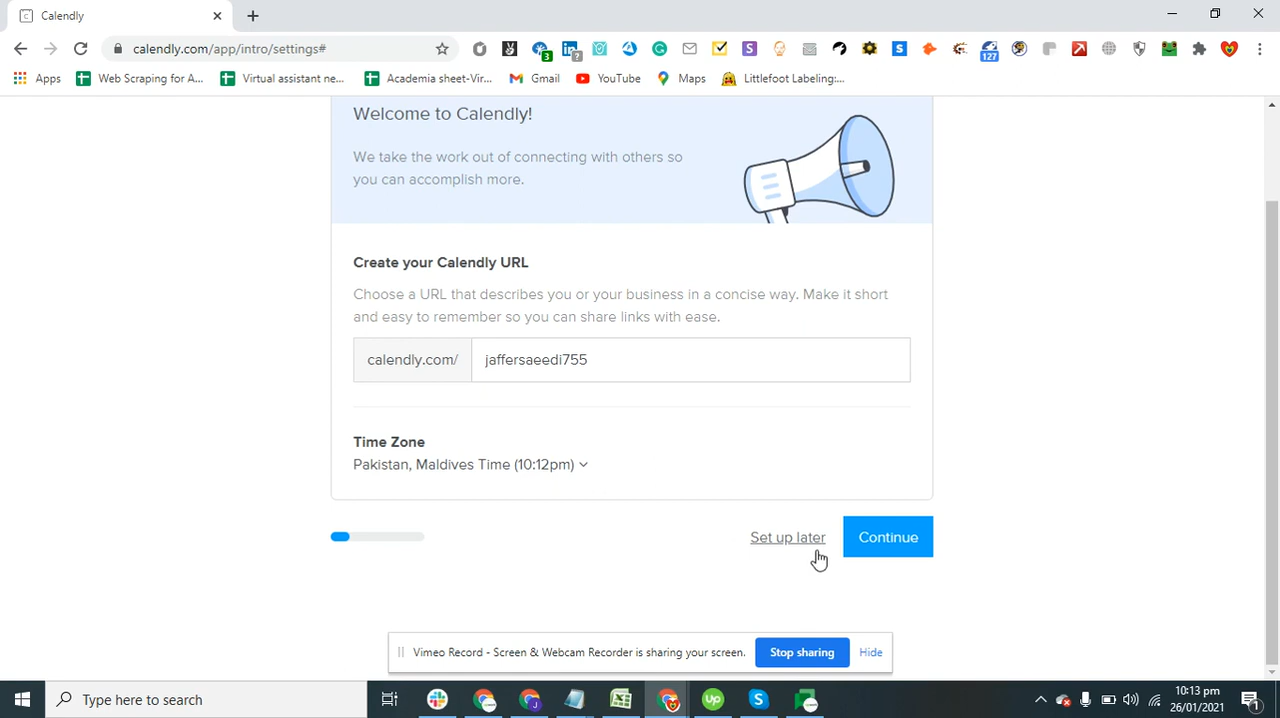 Calendly
calendly.com/app/intro/settings#
3
?
127
Apps
Web Scraping for A...
Virtual assistant ne...
Academia sheet-Vir...
Gmail
YouTube
Maps
Littlefoot Labeling:...
Welcome to Calendly!
We take the work out of connecting with others so
you can accomplish more.
Create your Calendly URL
Choose a URL that describes you or your business in a concise way. Make it short
and easy to remember so you can share links with ease.
calendly.com/
jaffersaeedi755
Time Zone
Pakistan, Maldives Time (10:12pm)
Set up later
Continue
Vimeo Record - Screen & Webcam Recorder is sharing your screen.
Stop sharing
Hide
Type here to search
Up
10:13 pm
26/01/2021
1